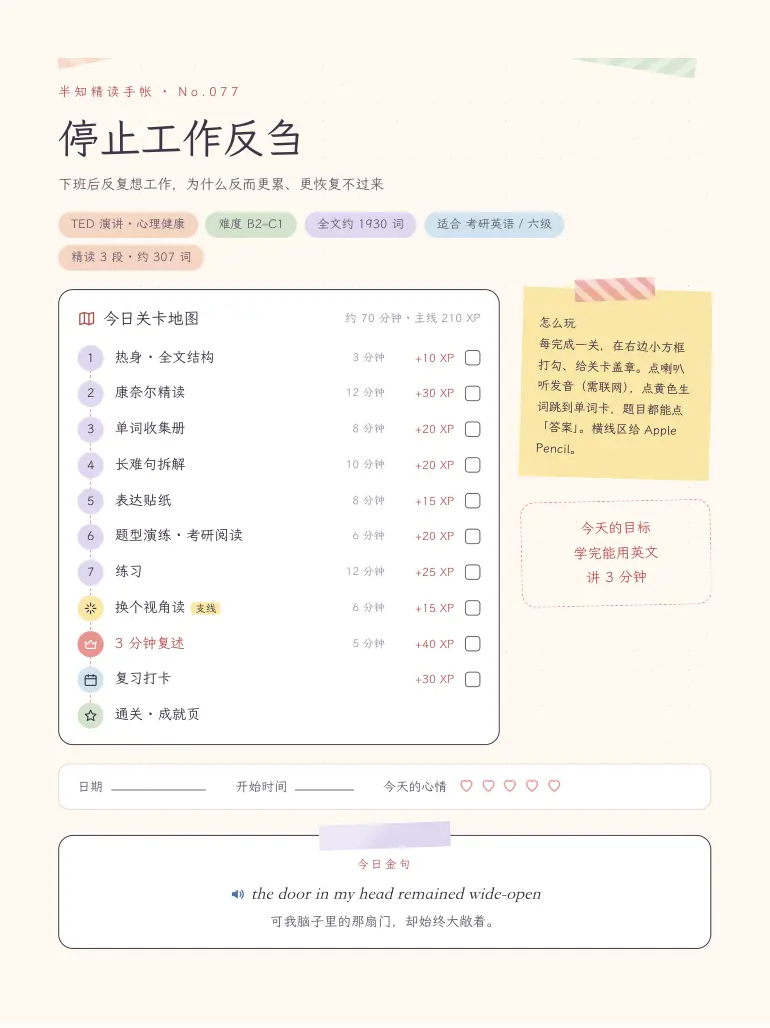 半知精读手帐 · No.077
停止工作反刍
下班后反复想工作，为什么反而更累、更恢复不过来
TED 演讲·心理健康 难度 B2–C1 全文约 1930 词 适合 考研英语 / 六级
精读 3 段·约 307 词
今日关卡地图 约 70 分钟·主线 210 XP
1 热身·全文结构 3 分钟 +10 XP
2 康奈尔精读 12 分钟 +30 XP
3 单词收集册 8 分钟 +20 XP
4 长难句拆解 10 分钟 +20 XP
5 表达贴纸 8 分钟 +15 XP
6 题型演练·考研阅读 6 分钟 +20 XP
7 练习 12 分钟 +25 XP
换个视角读 支线 6 分钟 +15 XP
3 分钟复述 5 分钟 +40 XP
复习打卡 +30 XP
通关·成就页
怎么玩
每完成一关，在右边小方框
打勾、给关卡盖章。点喇叭
听发音（需联网），点黄色生
词跳到单词卡，题目都能点
「答案」。横线区给 Apple
Pencil。
今天的目标
学完能用英文
讲 3 分钟
日期 开始时间 今天的心情
今日金句
the door in my head remained wide-open
可我脑子里的那扇门，却始终大敞着。